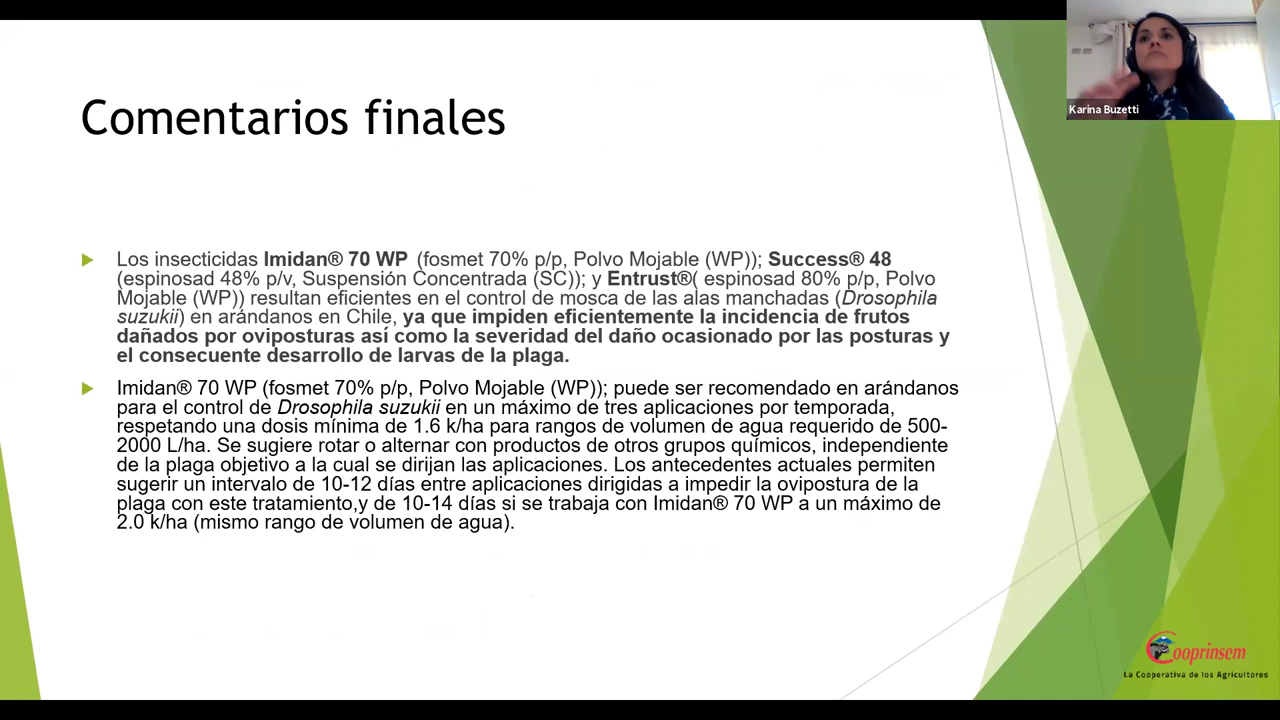 Karina Buzetti
Comentarios finales
Los insecticidas Imidan® 70 WP (fosmet 70% p/p, Polvo Mojable (WP)); Success® 48
(espinosad 48% p/v, Suspensión Concentrada (SC)); y Entrust®( espinosad 80% p/p, Polvo
Mojable (WP)) resultan eficientes en el control de mosca de las alas manchadas (Drosophila
suzukii) en arándanos en Chile, ya que impiden eficientemente la incidencia de frutos
dañados por oviposturas así como la severidad del daño ocasionado por las posturas y
el consecuente desarrollo de larvas de la plaga.
Imidan® 70 WP (fosmet 70% p/p, Polvo Mojable (WP)); puede ser recomendado en arándanos
para el control de Drosophila suzukii en un máximo de tres aplicaciones por temporada,
respetando una dosis mínima de 1.6 k/ha para rangos de volumen de agua requerido de 500-
2000 L/ha. Se sugiere rotar o alternar con productos de otros grupos químicos, independiente
de la plaga objetivo a la cual se dirijan las aplicaciones. Los antecedentes actuales permiten
sugerir un intervalo de 10-12 días entre aplicaciones dirigidas a impedir la ovipostura de la
plaga con este tratamiento,y de 10-14 días si se trabaja con Imidan® 70 WP a un máximo de
2.0 k/ha (mismo rango de volumen de agua).
Cooprinsem
La Cooperativa de los Agricultores